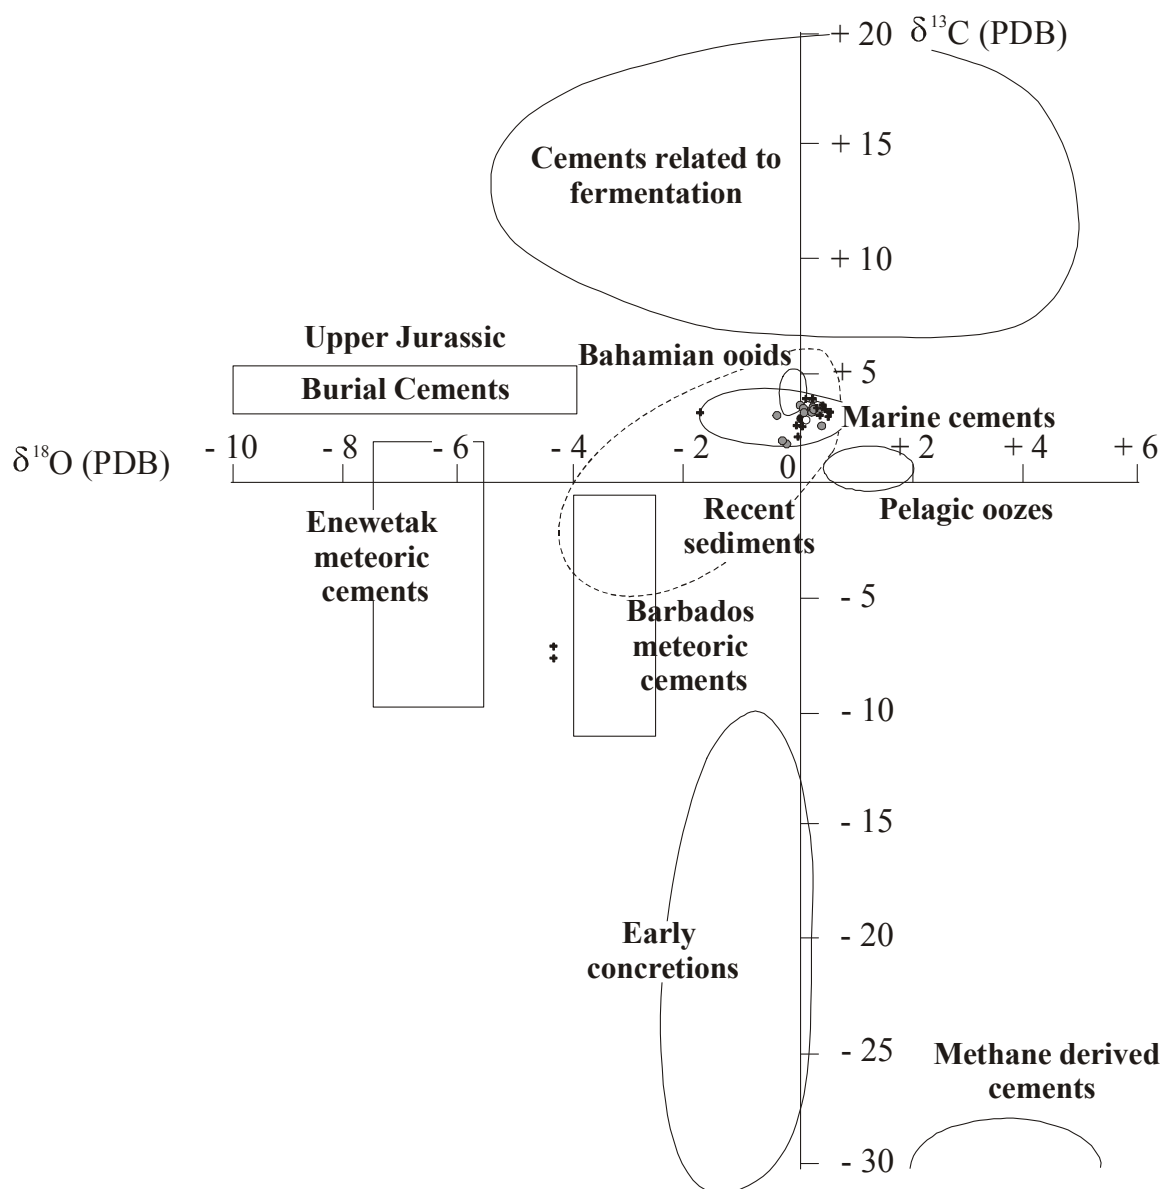 + 20 δ¹³C (PDB)
+ 15
Cements related to
fermentation
+ 10
Upper Jurassic
Bahamian ooids
+ 5
Burial Cements
Marine cements
δ¹⁸O (PDB)
- 10 - 8 - 6 - 4 - 2 0 + 2 + 4 + 6
Enewetak
meteoric
cements
Recent
sediments
Pelagic oozes
- 5
Barbados
meteoric
cements
- 10
- 15
- 20
Early
concretions
- 25
Methane derived
cements
- 30